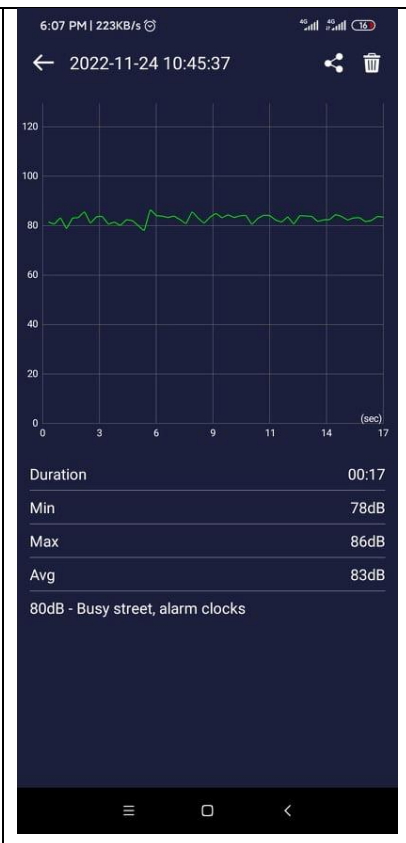 6:07 PM | 223KB/s 4G 4G 16
2022-11-24 10:45:37
120
100
80
60
40
20
0
(sec)
0 3 6 9 11 14 17
Duration 00:17
Min 78dB
Max 86dB
Avg 83dB
80dB - Busy street, alarm clocks